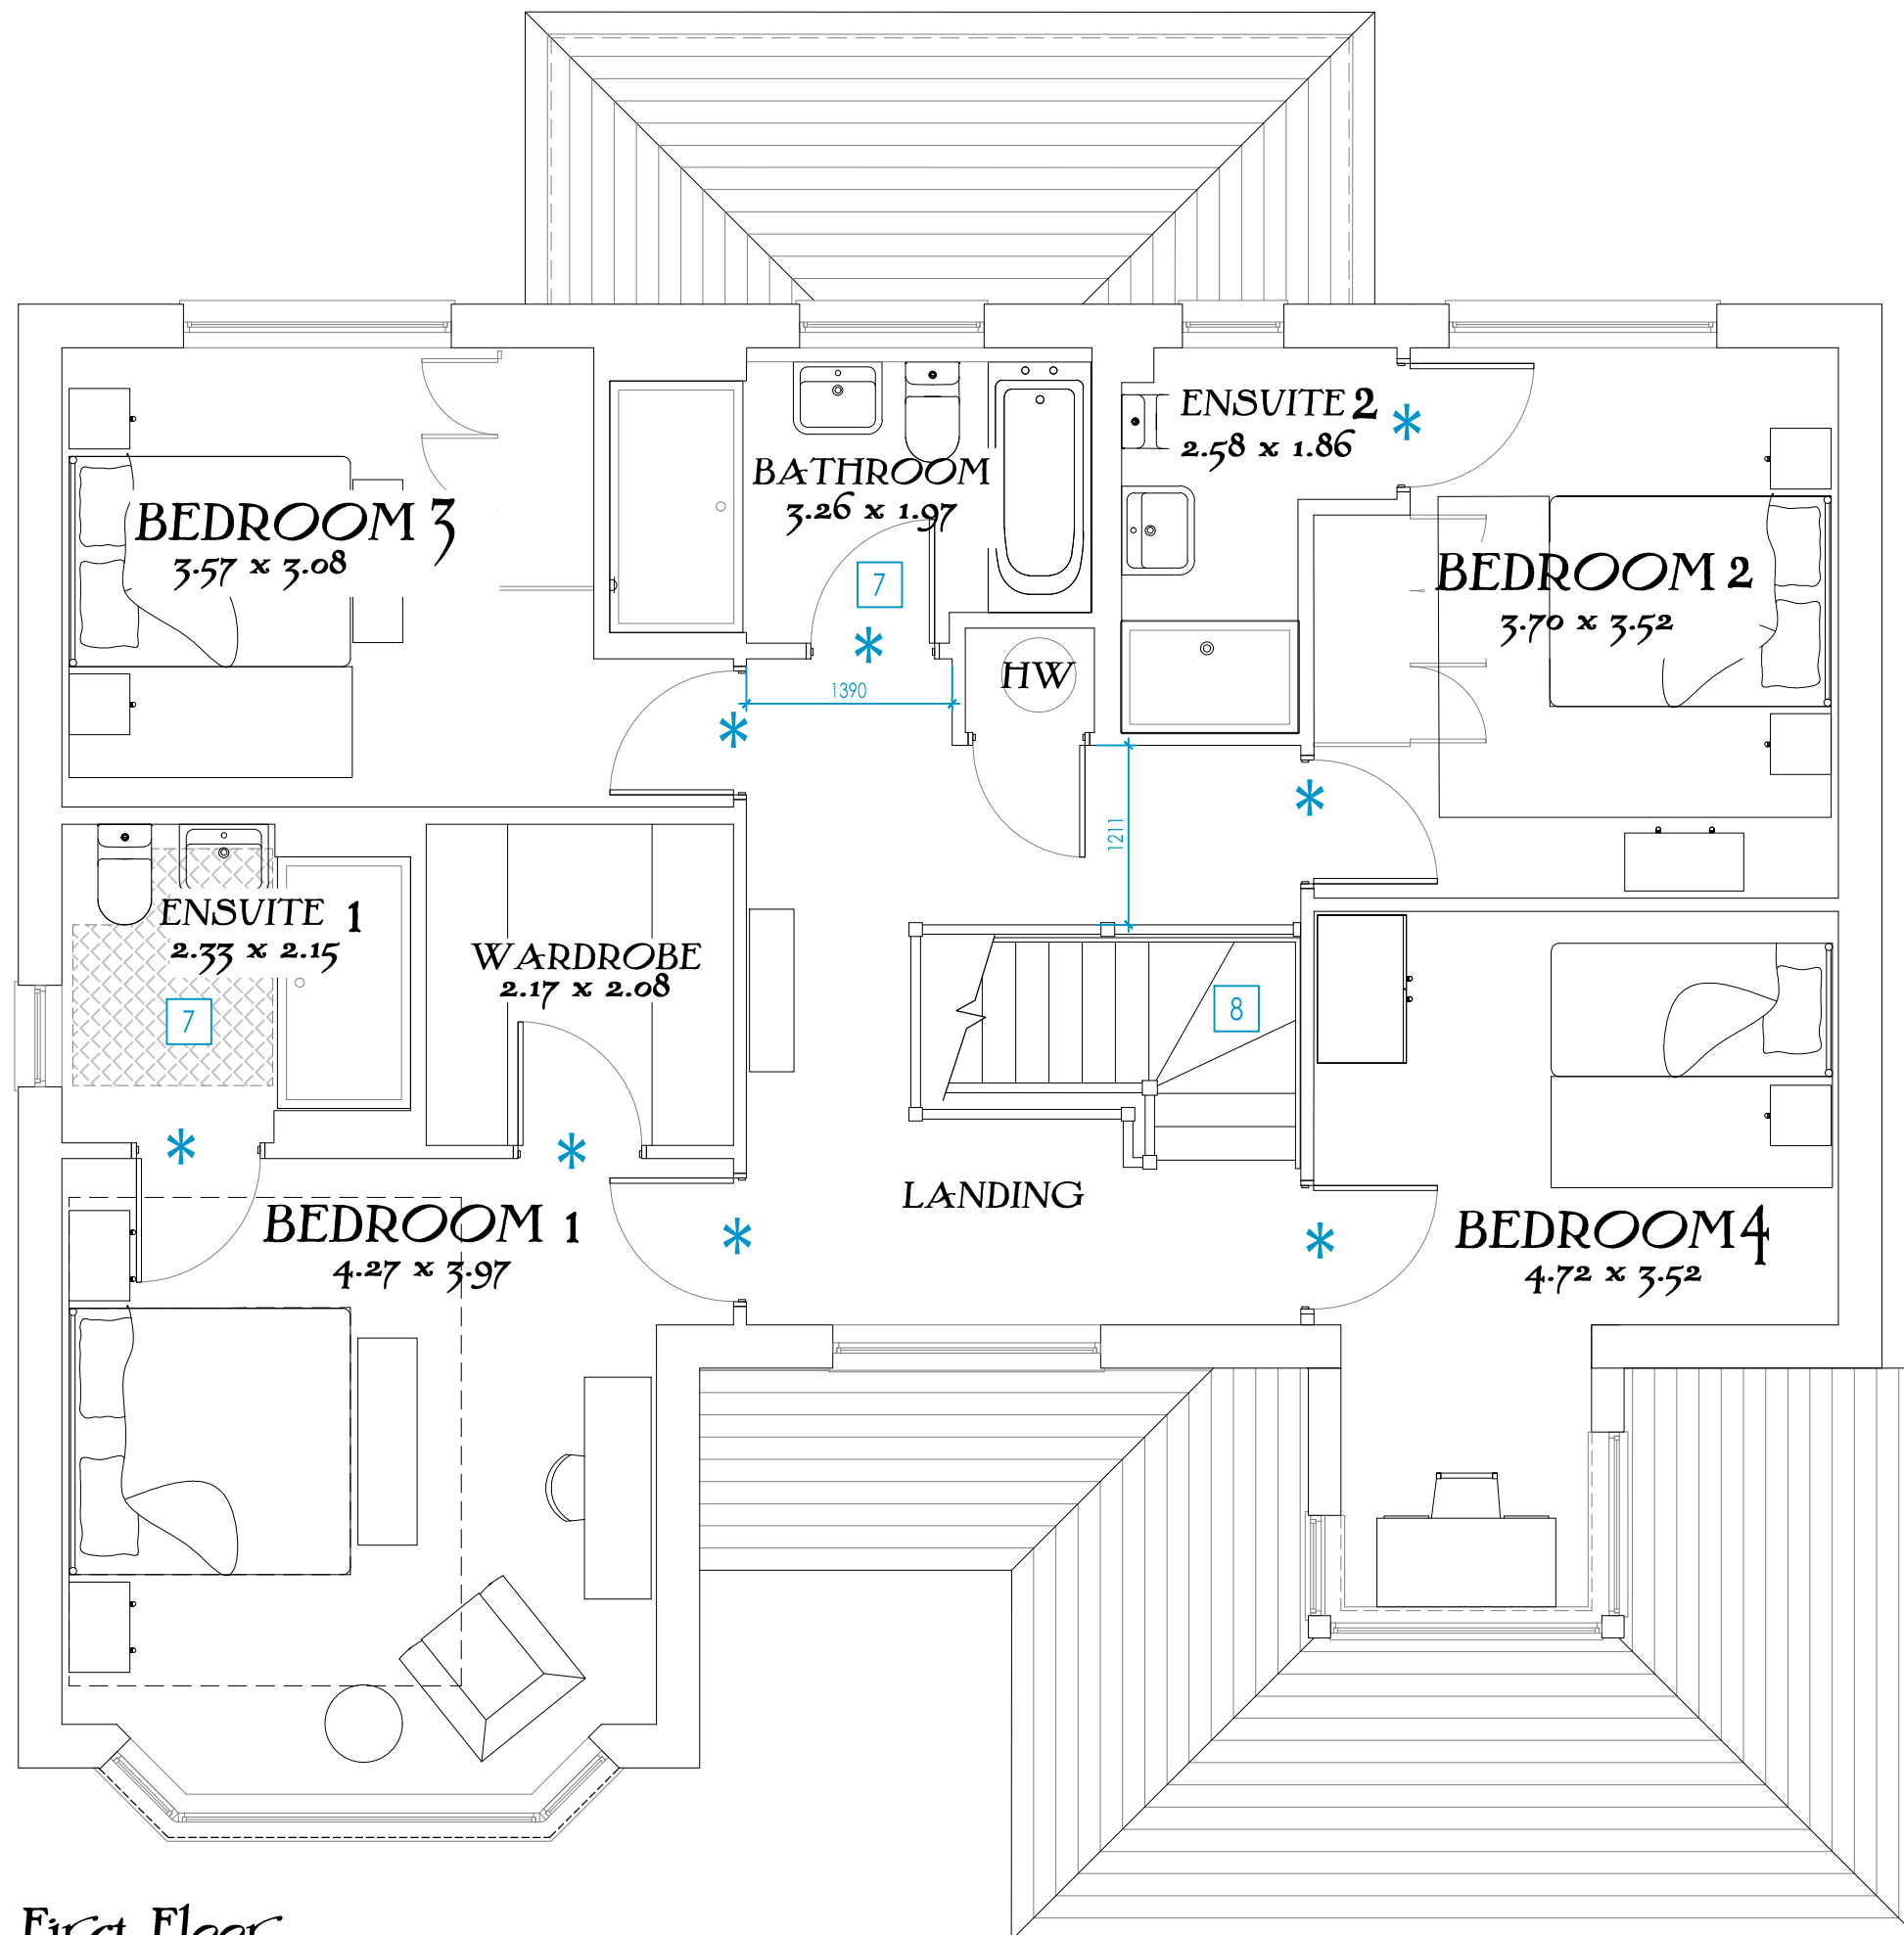 ENSUITE 2
2.58 x 1.86
*
BATHROOM
3.26 x 1.97
BEDROOM 3
3.57 x 3.08
BEDROOM 2
3.70 x 3.52
7
*
HW
1390
*
*
1211
ENSUITE 1
2.33 x 2.15
WARDROBE
2.17 x 2.08
7
8
*
*
LANDING
BEDROOM 1
4.27 x 3.97
*
*
BEDROOM 4
4.72 x 3.52
First Floor